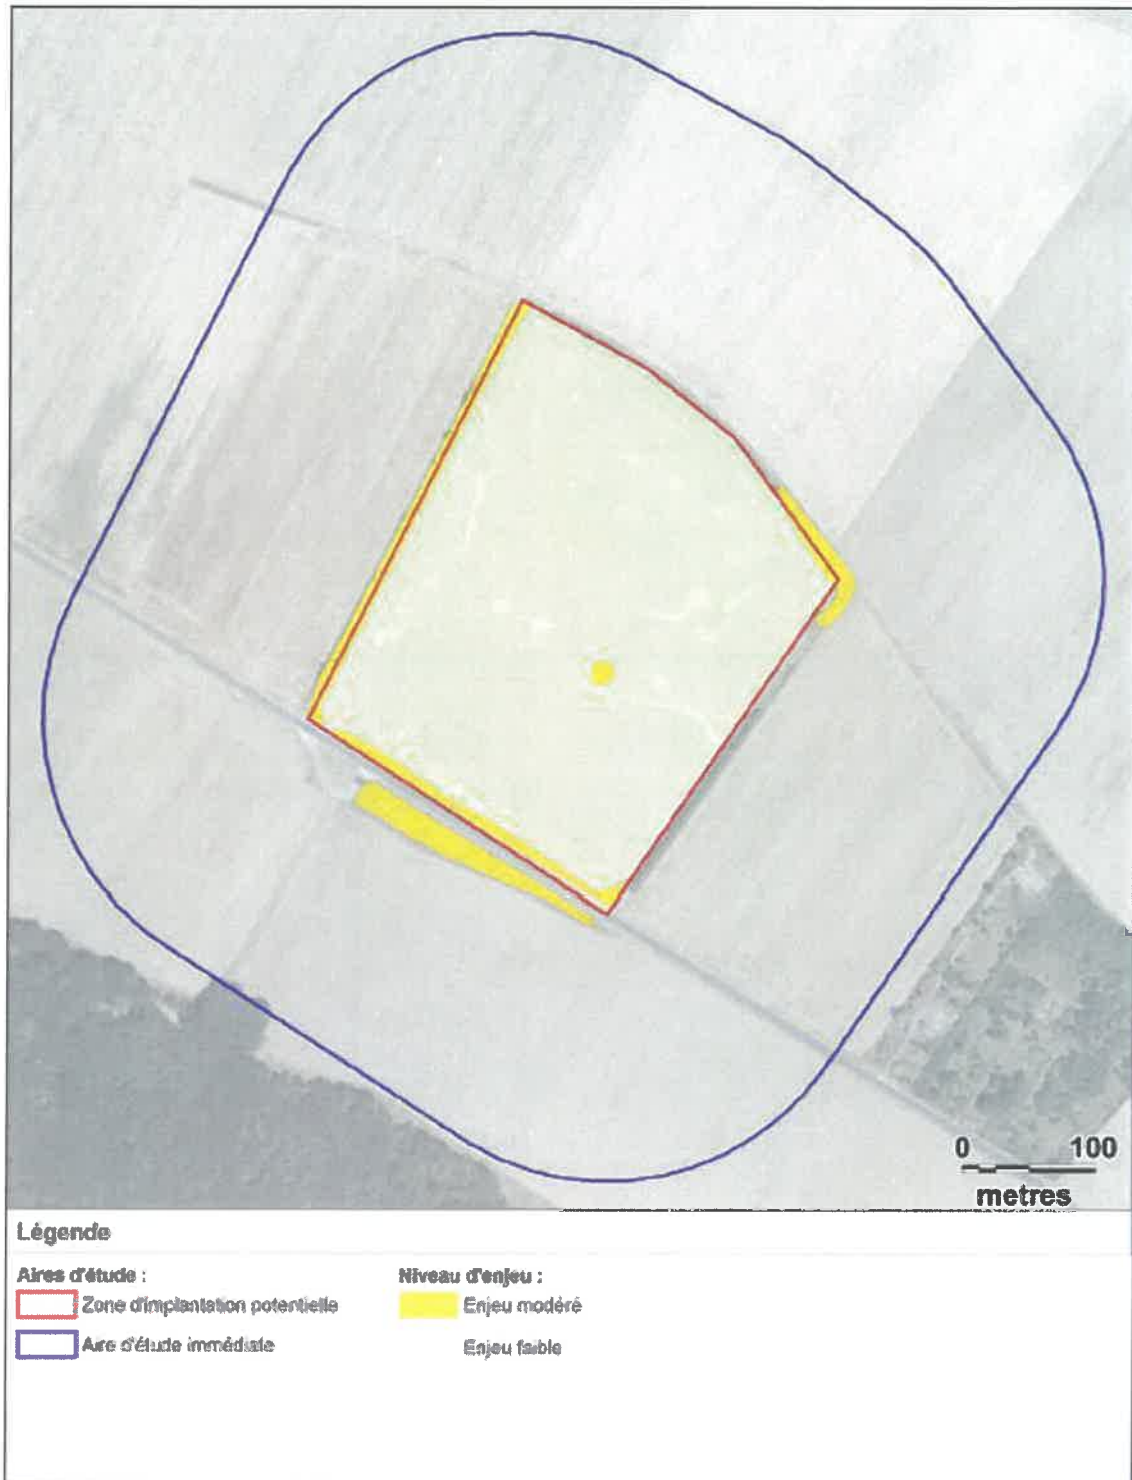 0 100
metres
Légende
Aires d'étude :
Zone d'implantation potentielle
Aire d'étude immédiate
Niveau d'enjeu :
Enjeu modéré
Enjeu faible